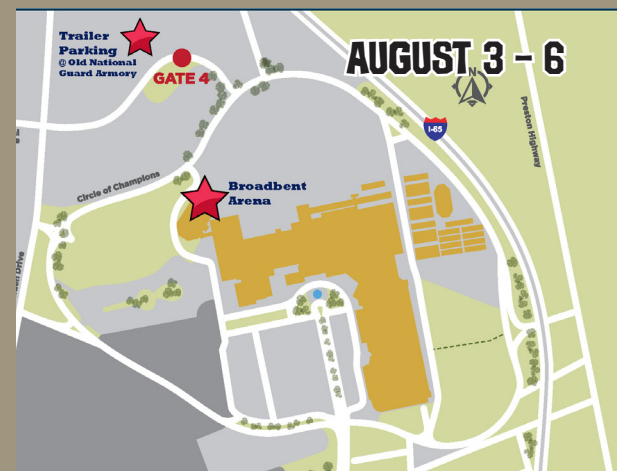 Trailer
Parking
@ Old National
Guard Armory
GATE 4
AUGUST 3 – 6
N
I-65
Preston Highway
Circle of Champions
Broadbent
Arena
Drive